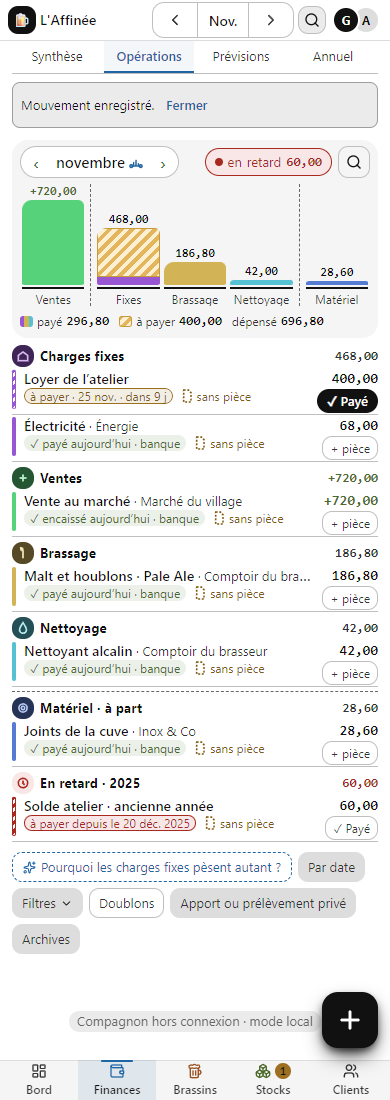 L'Affinée
Nov.
G A
Synthèse Opérations Prévisions Annuel
Mouvement enregistré. Fermer
novembre
en retard 60,00
+720,00
468,00
186,80
42,00
28,60
Ventes Fixes Brassage Nettoyage Matériel
payé 296,80 à payer 400,00 dépensé 696,80
Charges fixes 468,00
Loyer de l’atelier 400,00
à payer · 25 nov. · dans 9 j sans pièce ✓ Payé
Électricité · Énergie 68,00
✓ payé aujourd’hui · banque sans pièce + pièce
Ventes +720,00
Vente au marché · Marché du village +720,00
✓ encaissé aujourd’hui · banque sans pièce + pièce
Brassage 186,80
Malt et houblons · Pale Ale · Comptoir du bra... 186,80
✓ payé aujourd’hui · banque sans pièce + pièce
Nettoyage 42,00
Nettoyant alcalin · Comptoir du brasseur 42,00
✓ payé aujourd’hui · banque sans pièce + pièce
Matériel · à part 28,60
Joints de la cuve · Inox & Co 28,60
✓ payé aujourd’hui · banque sans pièce + pièce
En retard · 2025 60,00
Solde atelier · ancienne année 60,00
à payer depuis le 20 déc. 2025 sans pièce ✓ Payé
Pourquoi les charges fixes pèsent autant ? Par date
Filtres Doublons Apport ou prélèvement privé
Archives
Compagnon hors connexion · mode local
+
Bord Finances Brassins Stocks 1 Clients